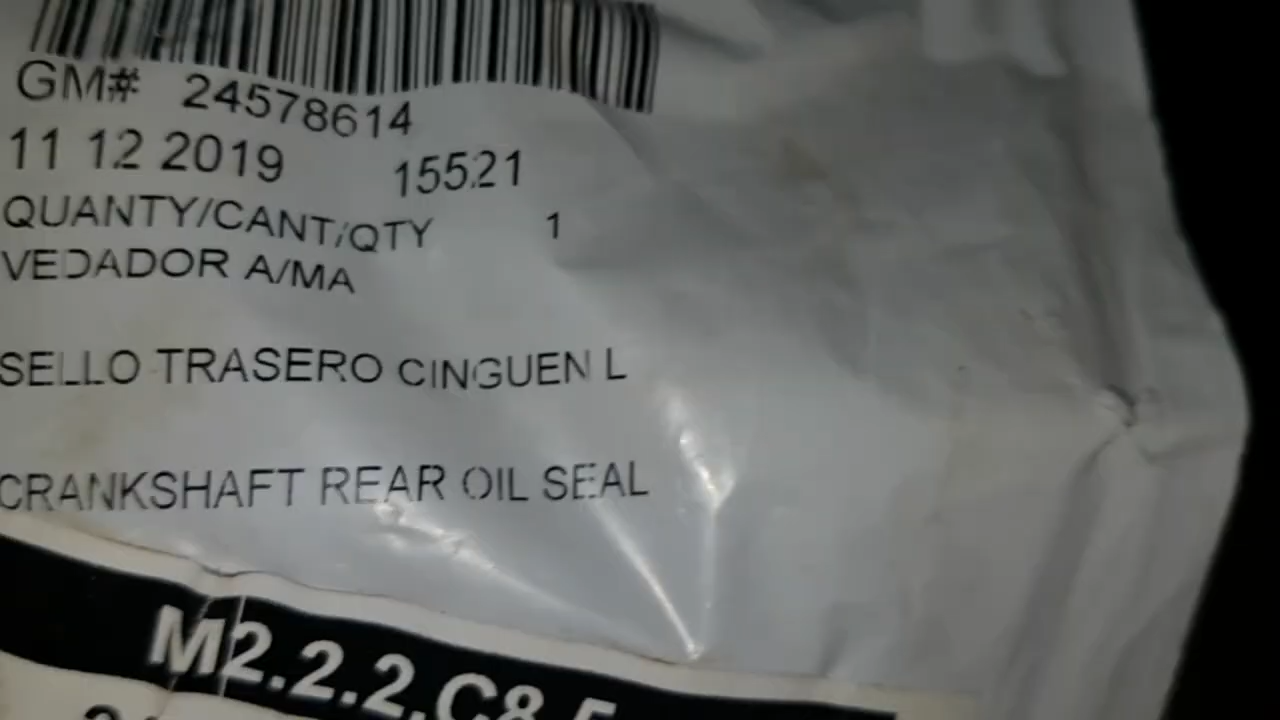 GM# 24578614
11 12 2019 15521
QUANTY/CANT/QTY 1
VEDADOR A/MA
SELLO TRASERO CINGUEN L
CRANKSHAFT REAR OIL SEAL
M2.2.2.C8.5